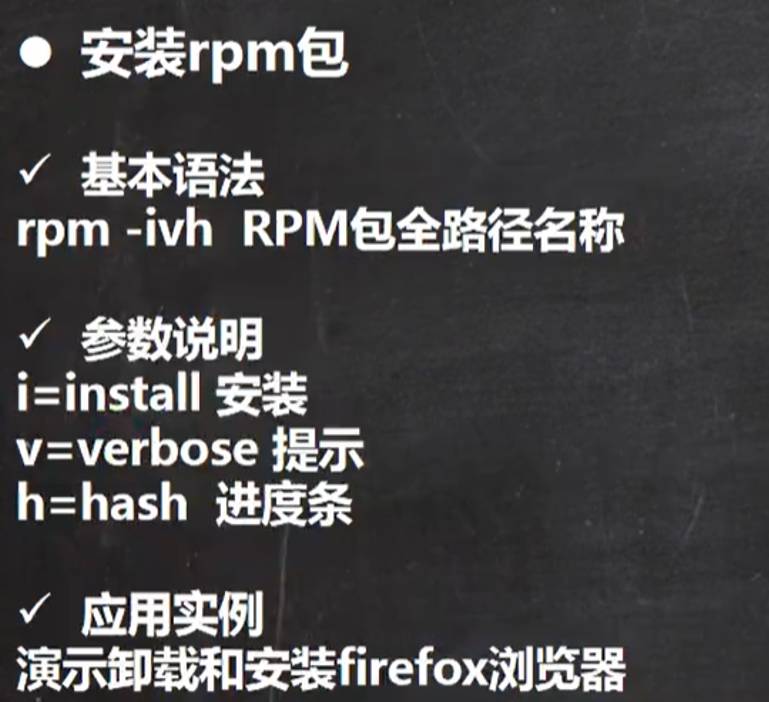 ● 安装rpm包
✓ 基本语法
rpm -ivh RPM包全路径名称
✓ 参数说明
i=install 安装
v=verbose 提示
h=hash 进度条
✓ 应用实例
演示卸载和安装firefox浏览器